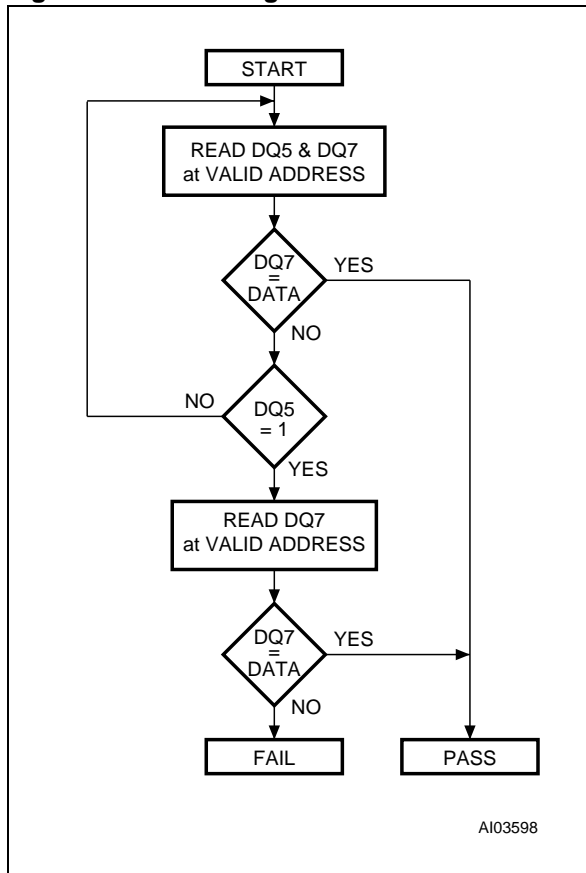 START
READ DQ5 & DQ7
at VALID ADDRESS
DQ7
=
DATA
YES
NO
NO
DQ5
= 1
YES
READ DQ7
at VALID ADDRESS
DQ7
=
DATA
YES
NO
FAIL
PASS
AI03598